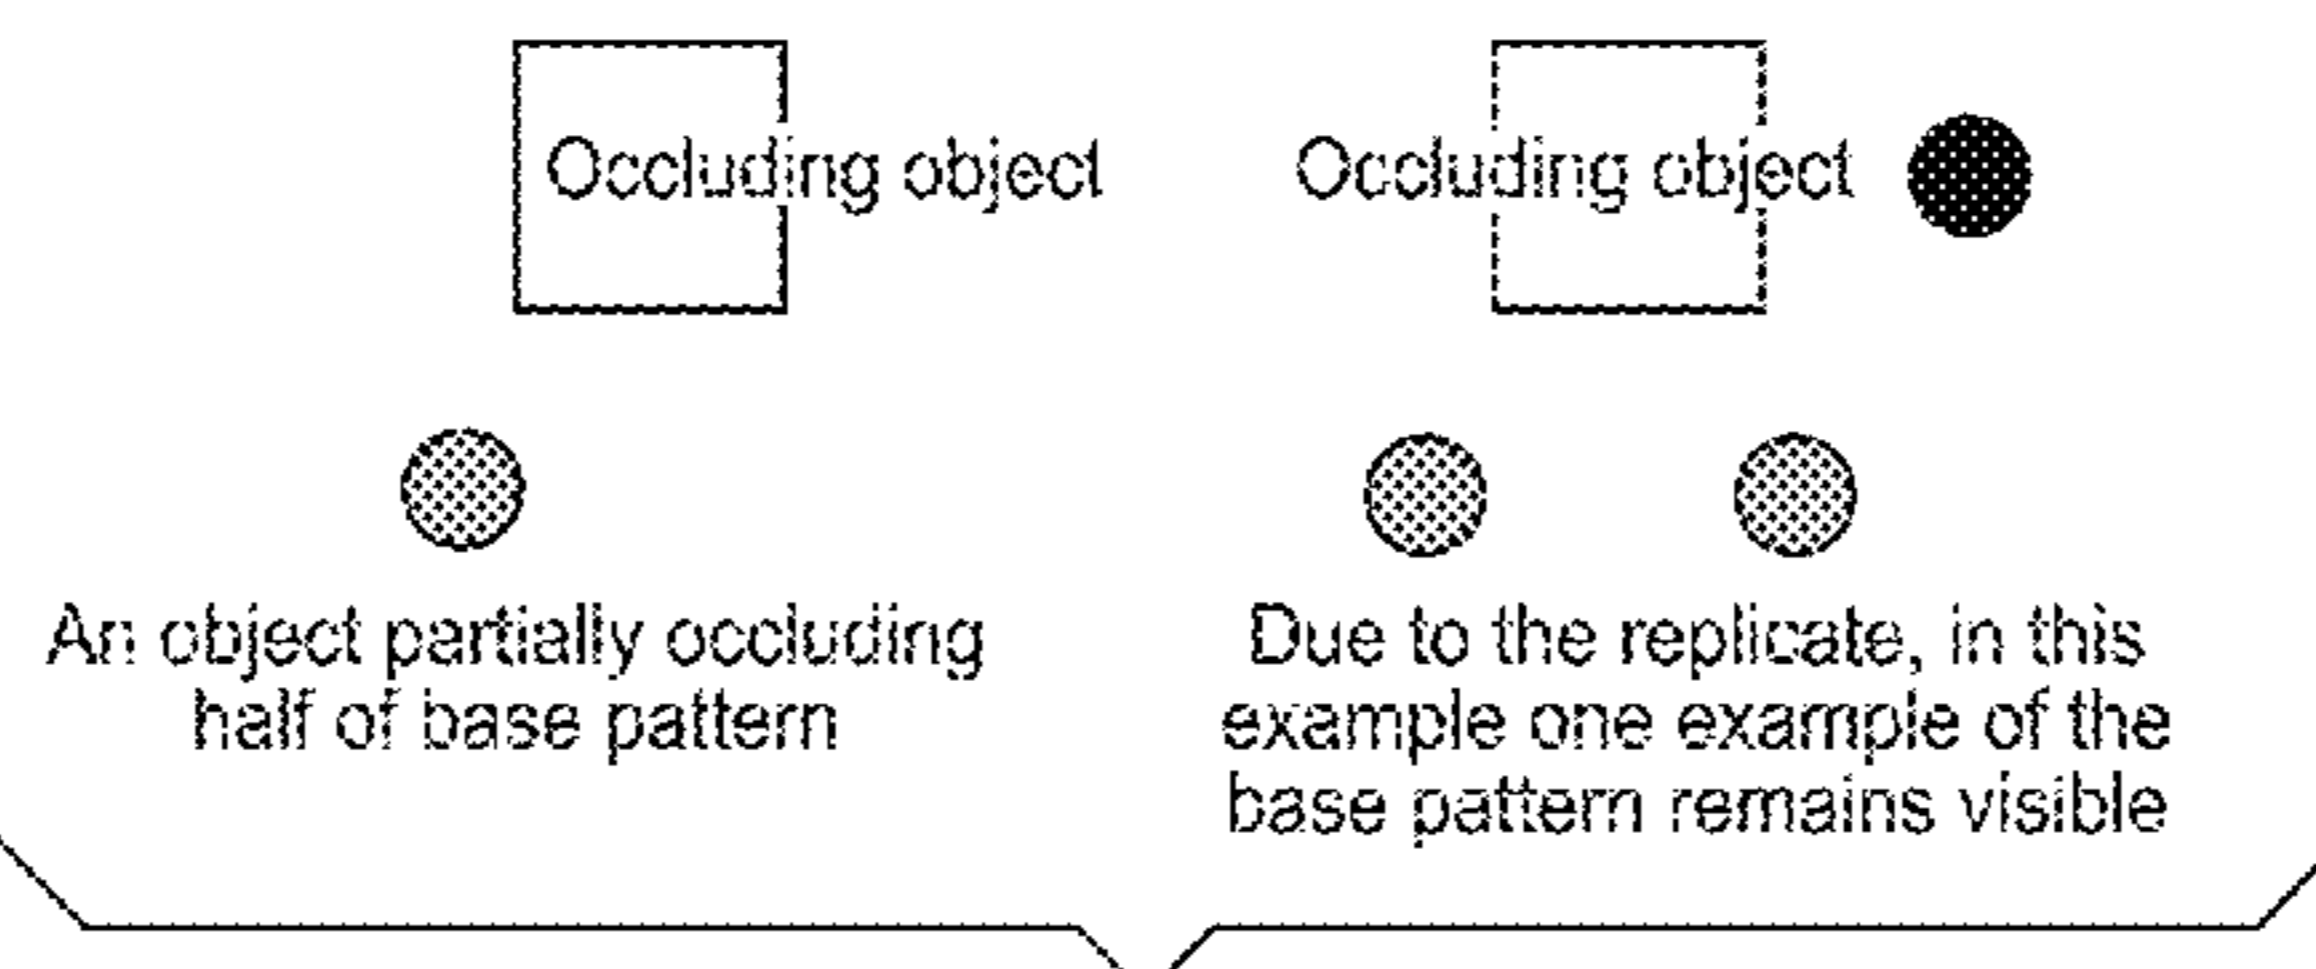 Occluding object
Occluding object
An object partially occluding
half of base pattern
Due to the replicate, in this
example one example of the
base pattern remains visible